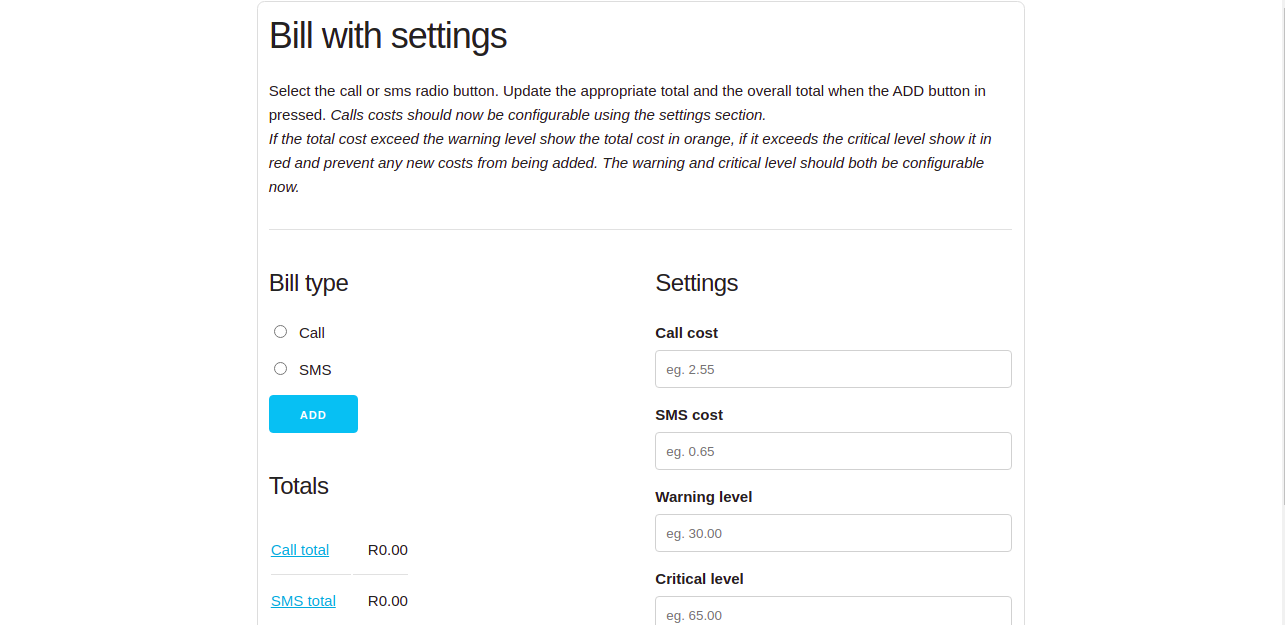 Bill with settings
Select the call or sms radio button. Update the appropriate total and the overall total when the ADD button in
pressed. Calls costs should now be configurable using the settings section.
If the total cost exceed the warning level show the total cost in orange, if it exceeds the critical level show it in
red and prevent any new costs from being added. The warning and critical level should both be configurable
now.
Bill type
Call
SMS
ADD
Totals
Call total R0.00
SMS total R0.00
Settings
Call cost
eg. 2.55
SMS cost
eg. 0.65
Warning level
eg. 30.00
Critical level
eg. 65.00